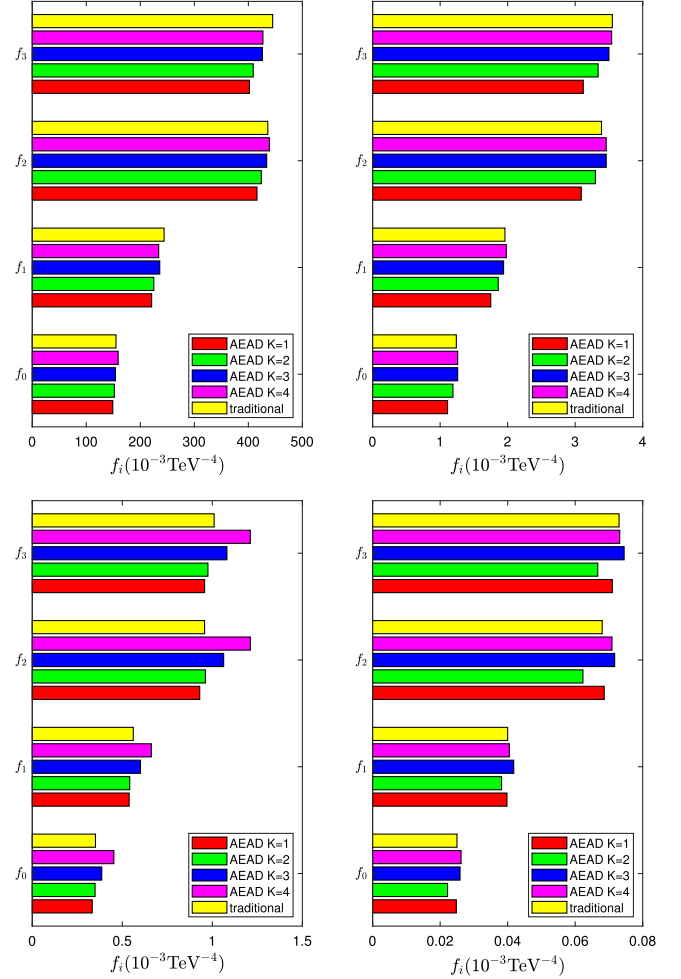 f₃
f₂
f₁
f₀
AEAD K=1
AEAD K=2
AEAD K=3
AEAD K=4
traditional
0 100 200 300 400 500
fᵢ(10⁻³TeV⁻⁴)
f₃
f₂
f₁
f₀
AEAD K=1
AEAD K=2
AEAD K=3
AEAD K=4
traditional
0 1 2 3 4
fᵢ(10⁻³TeV⁻⁴)
f₃
f₂
f₁
f₀
AEAD K=1
AEAD K=2
AEAD K=3
AEAD K=4
traditional
0 0.5 1 1.5
fᵢ(10⁻³TeV⁻⁴)
f₃
f₂
f₁
f₀
AEAD K=1
AEAD K=2
AEAD K=3
AEAD K=4
traditional
0 0.02 0.04 0.06 0.08
fᵢ(10⁻³TeV⁻⁴)